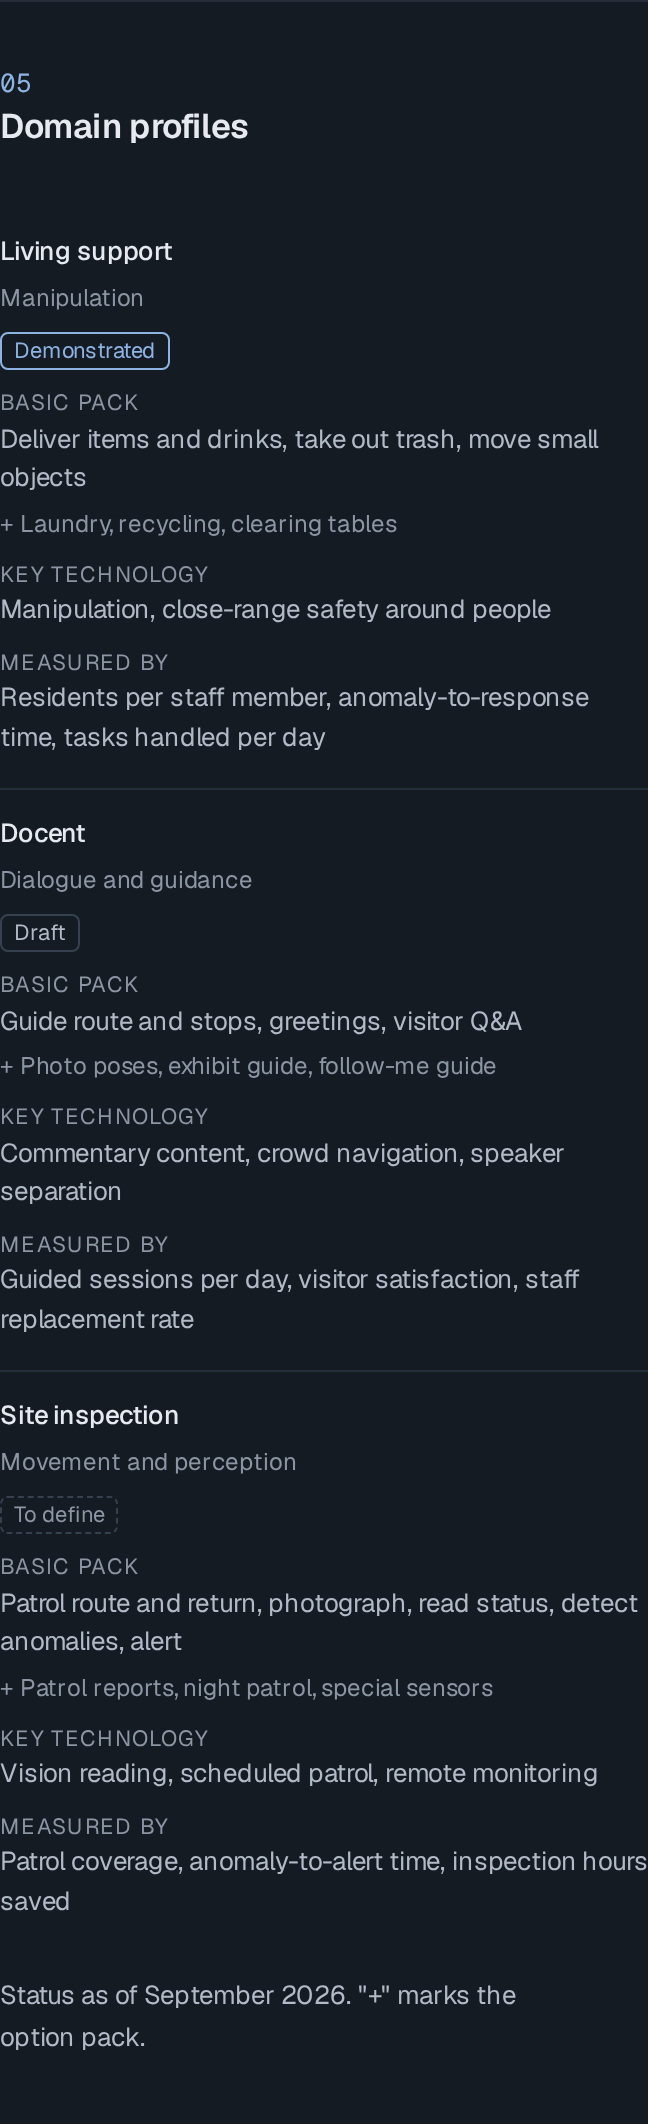 05
Domain profiles
Living support
Manipulation
Demonstrated
BASIC PACK
Deliver items and drinks, take out trash, move small
objects
+ Laundry, recycling, clearing tables
KEY TECHNOLOGY
Manipulation, close-range safety around people
MEASURED BY
Residents per staff member, anomaly-to-response
time, tasks handled per day
Docent
Dialogue and guidance
Draft
BASIC PACK
Guide route and stops, greetings, visitor Q&A
+ Photo poses, exhibit guide, follow-me guide
KEY TECHNOLOGY
Commentary content, crowd navigation, speaker
separation
MEASURED BY
Guided sessions per day, visitor satisfaction, staff
replacement rate
Site inspection
Movement and perception
To define
BASIC PACK
Patrol route and return, photograph, read status, detect
anomalies, alert
+ Patrol reports, night patrol, special sensors
KEY TECHNOLOGY
Vision reading, scheduled patrol, remote monitoring
MEASURED BY
Patrol coverage, anomaly-to-alert time, inspection hours
saved
Status as of September 2026. "+" marks the
option pack.